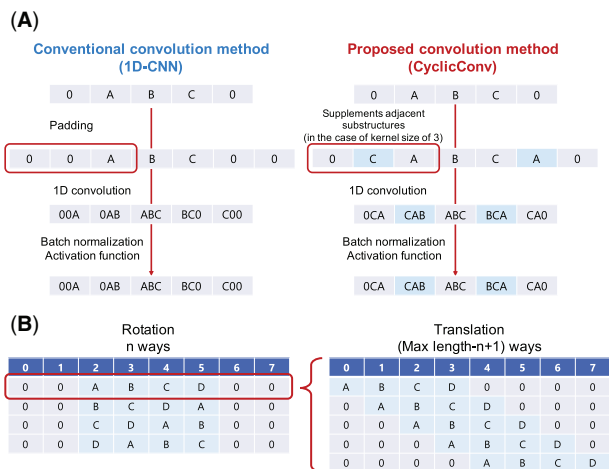 (A)
Conventional convolution method
(1D-CNN)
0 A B C 0
Padding
0 0 A B C 0 0
1D convolution
00A 0AB ABC BC0 C00
Batch normalization
Activation function
00A 0AB ABC BC0 C00
Proposed convolution method
(CyclicConv)
0 A B C 0
Supplements adjacent
substructures
(in the case of kernel size of 3)
0 C A B C A 0
1D convolution
0CA CAB ABC BCA CA0
Batch normalization
Activation function
0CA CAB ABC BCA CA0
(B)
Rotation
n ways
0 1 2 3 4 5 6 7
0 0 A B C D 0 0
0 0 B C D A 0 0
0 0 C D A B 0 0
0 0 D A B C 0 0
Translation
(Max length-n+1) ways
0 1 2 3 4 5 6 7
A B C D 0 0 0 0
0 A B C D 0 0 0
0 0 A B C D 0 0
0 0 0 A B C D 0
0 0 0 0 A B C D